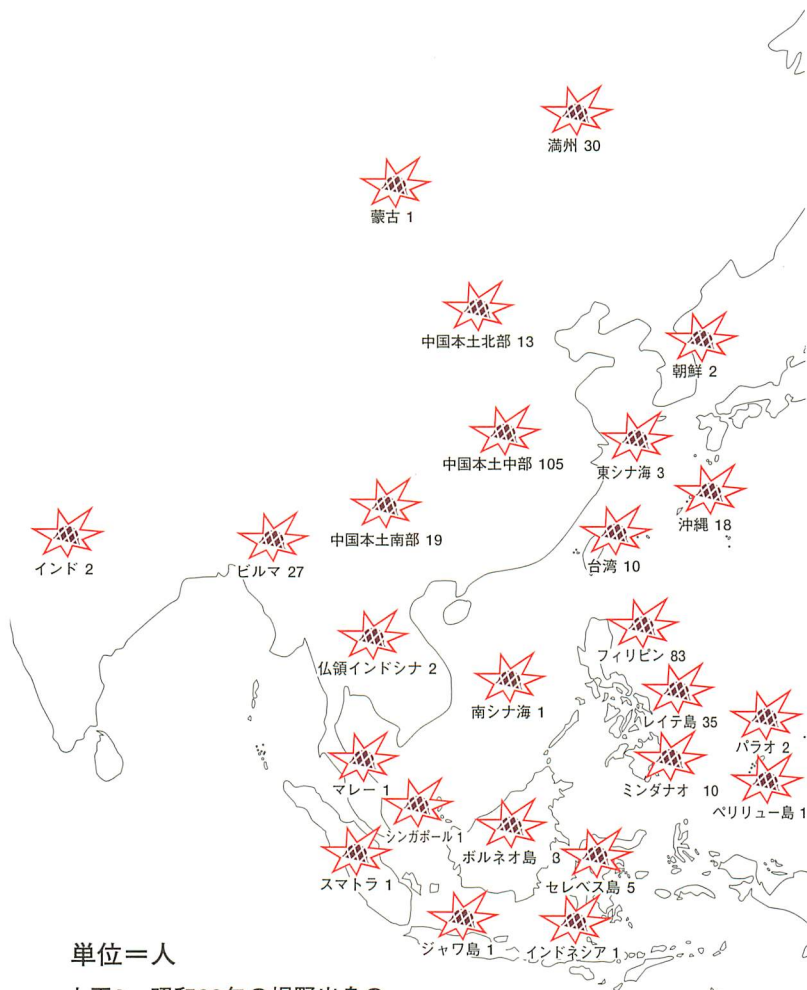 満州 30
蒙古 1
中国本土北部 13
朝鮮 2
中国本土中部 105
東シナ海 3
沖縄 18
中国本土南部 19
台湾 10
インド 2
ビルマ 27
フィリピン 83
仏領インドシナ 2
南シナ海 1
レイテ島 35
パラオ 2
マレー 1
ミンダナオ 10
ペリリュー島 1
シンガポール 1
ボルネオ島 3
スマトラ 1
セレベス島 5
ジャワ島 1
インドネシア 1
単位=人